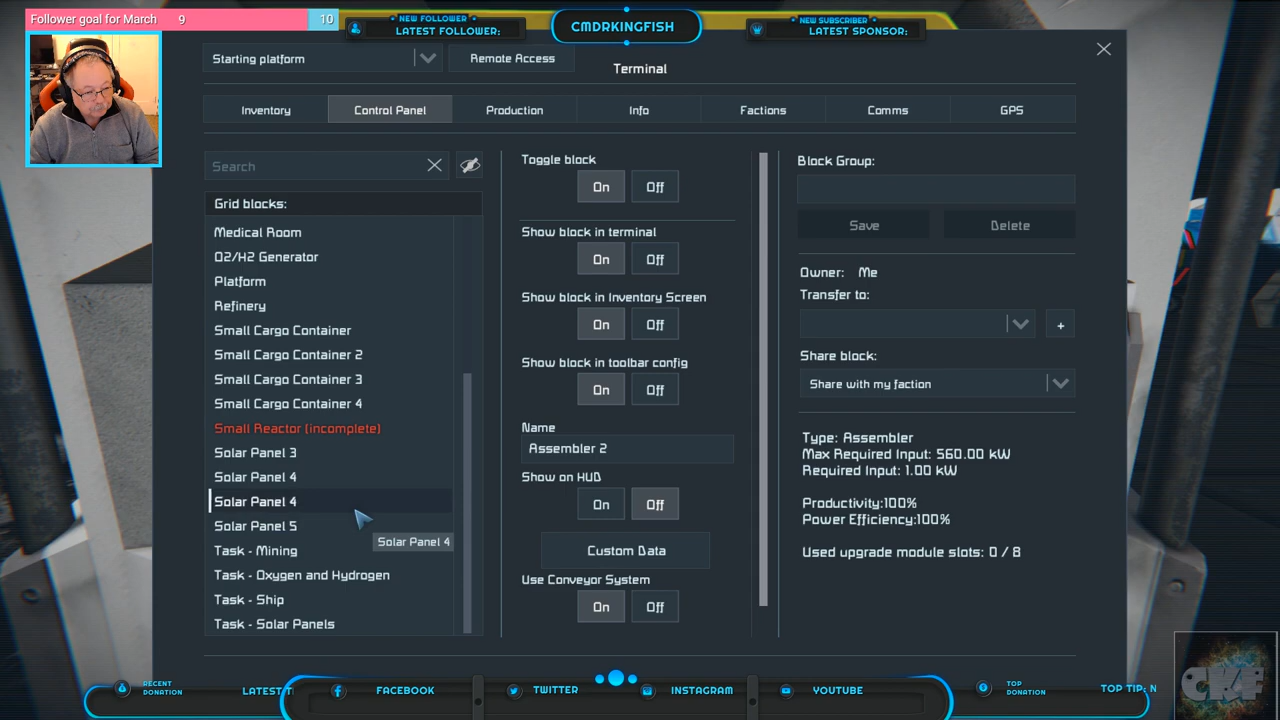 Follower goal for March 9 10
NEW FOLLOWER
LATEST FOLLOWER:
CMDRKINGFISH
NEW SUBSCRIBER
LATEST SPONSOR:
Starting platform
Remote Access
Terminal
Inventory
Control Panel
Production
Info
Factions
Comms
GPS
Search
Grid blocks:
Medical Room
O2/H2 Generator
Platform
Refinery
Small Cargo Container
Small Cargo Container 2
Small Cargo Container 3
Small Cargo Container 4
Small Reactor (incomplete)
Solar Panel 3
Solar Panel 4
Solar Panel 4
Solar Panel 5
Solar Panel 4
Task - Mining
Task - Oxygen and Hydrogen
Task - Ship
Task - Solar Panels
Toggle block
On Off
Show block in terminal
On Off
Show block in Inventory Screen
On Off
Show block in toolbar config
On Off
Name
Assembler 2
Show on HUD
On Off
Custom Data
Use Conveyor System
On Off
Block Group:
Save Delete
Owner: Me
Transfer to:
+
Share block:
Share with my faction
Type: Assembler
Max Required Input: 560.00 kW
Required Input: 1.00 kW
Productivity:100%
Power Efficiency:100%
Used upgrade module slots: 0 / 8
RECENT
DONATION
LATEST T
FACEBOOK
TWITTER
INSTAGRAM
YOUTUBE
TOP
DONATION
TOP TIP: N
CKF